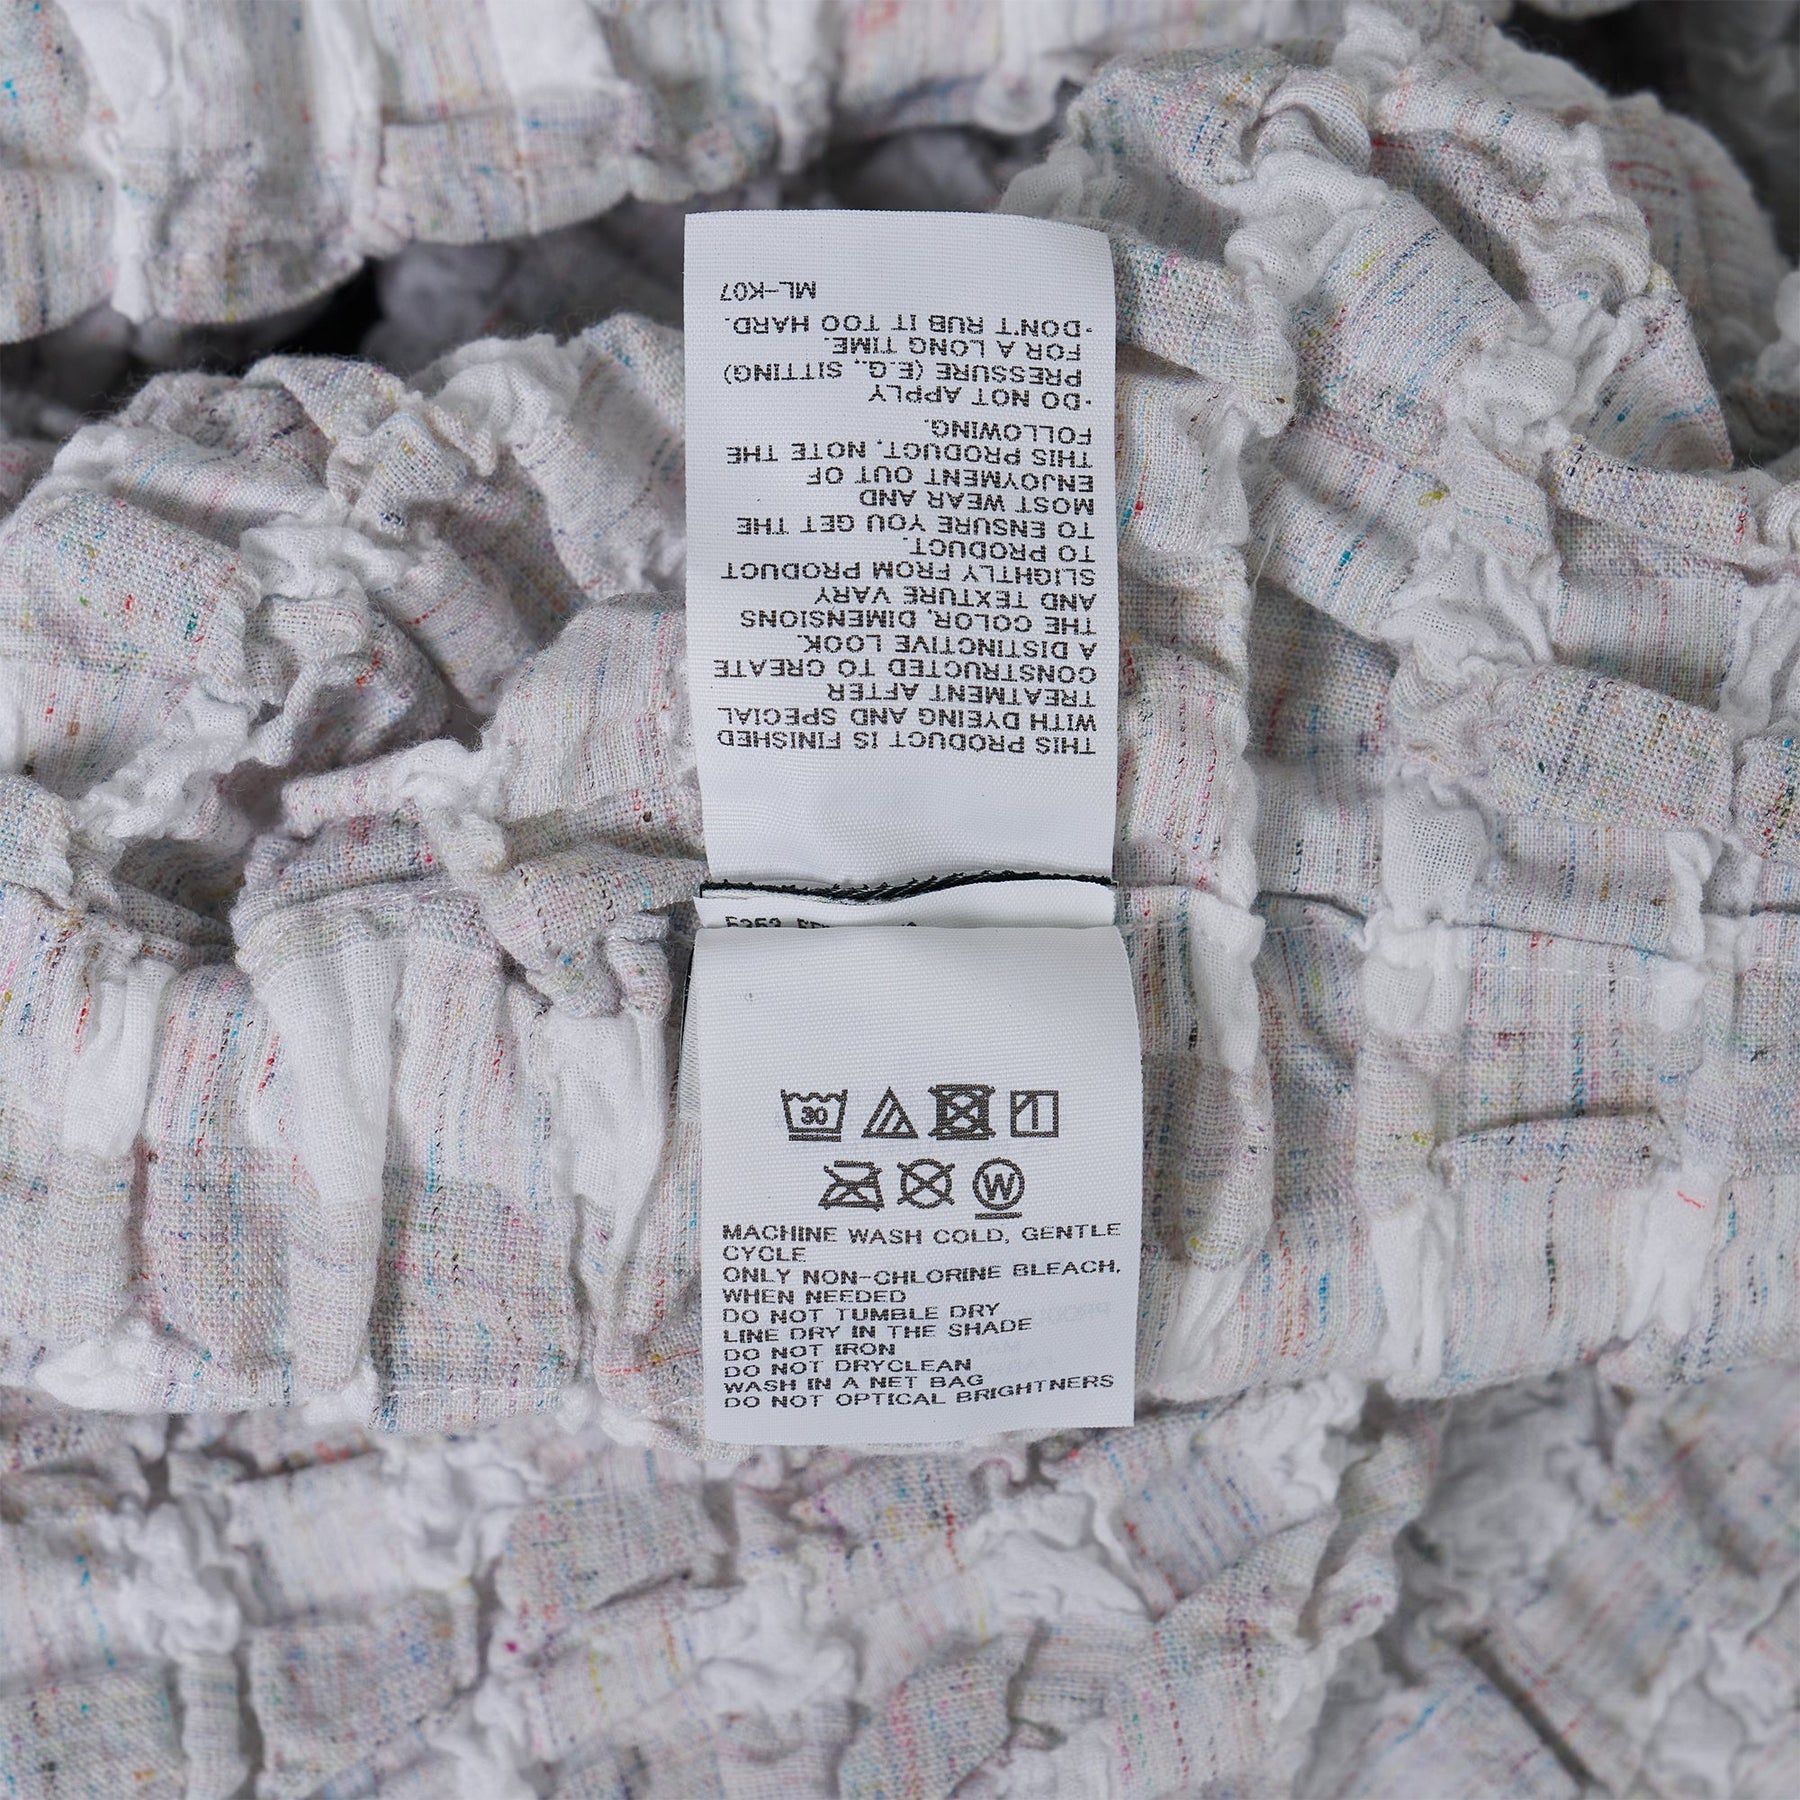 THIS PRODUCT IS FINISHED
WITH DYEING AND SPECIAL
TREATMENT AFTER
CONSTRUCTED TO CREATE
A DISTINCTIVE LOOK.
THE COLOR, DIMENSIONS
AND TEXTURE VARY
SLIGHTLY FROM PRODUCT
TO PRODUCT.
TO ENSURE YOU GET THE
MOST WEAR AND
ENJOYMENT OUT OF
THIS PRODUCT, NOTE THE
FOLLOWING.
·DO NOT APPLY
PRESSURE (E.G., SITTING)
FOR A LONG TIME.
·DON'T RUB IT TOO HARD.
ML-K07
30
1
W
MACHINE WASH COLD, GENTLE
CYCLE
ONLY NON-CHLORINE BLEACH,
WHEN NEEDED
DO NOT TUMBLE DRY
LINE DRY IN THE SHADE
DO NOT IRON
DO NOT DRYCLEAN
WASH IN A NET BAG
DO NOT OPTICAL BRIGHTNERS